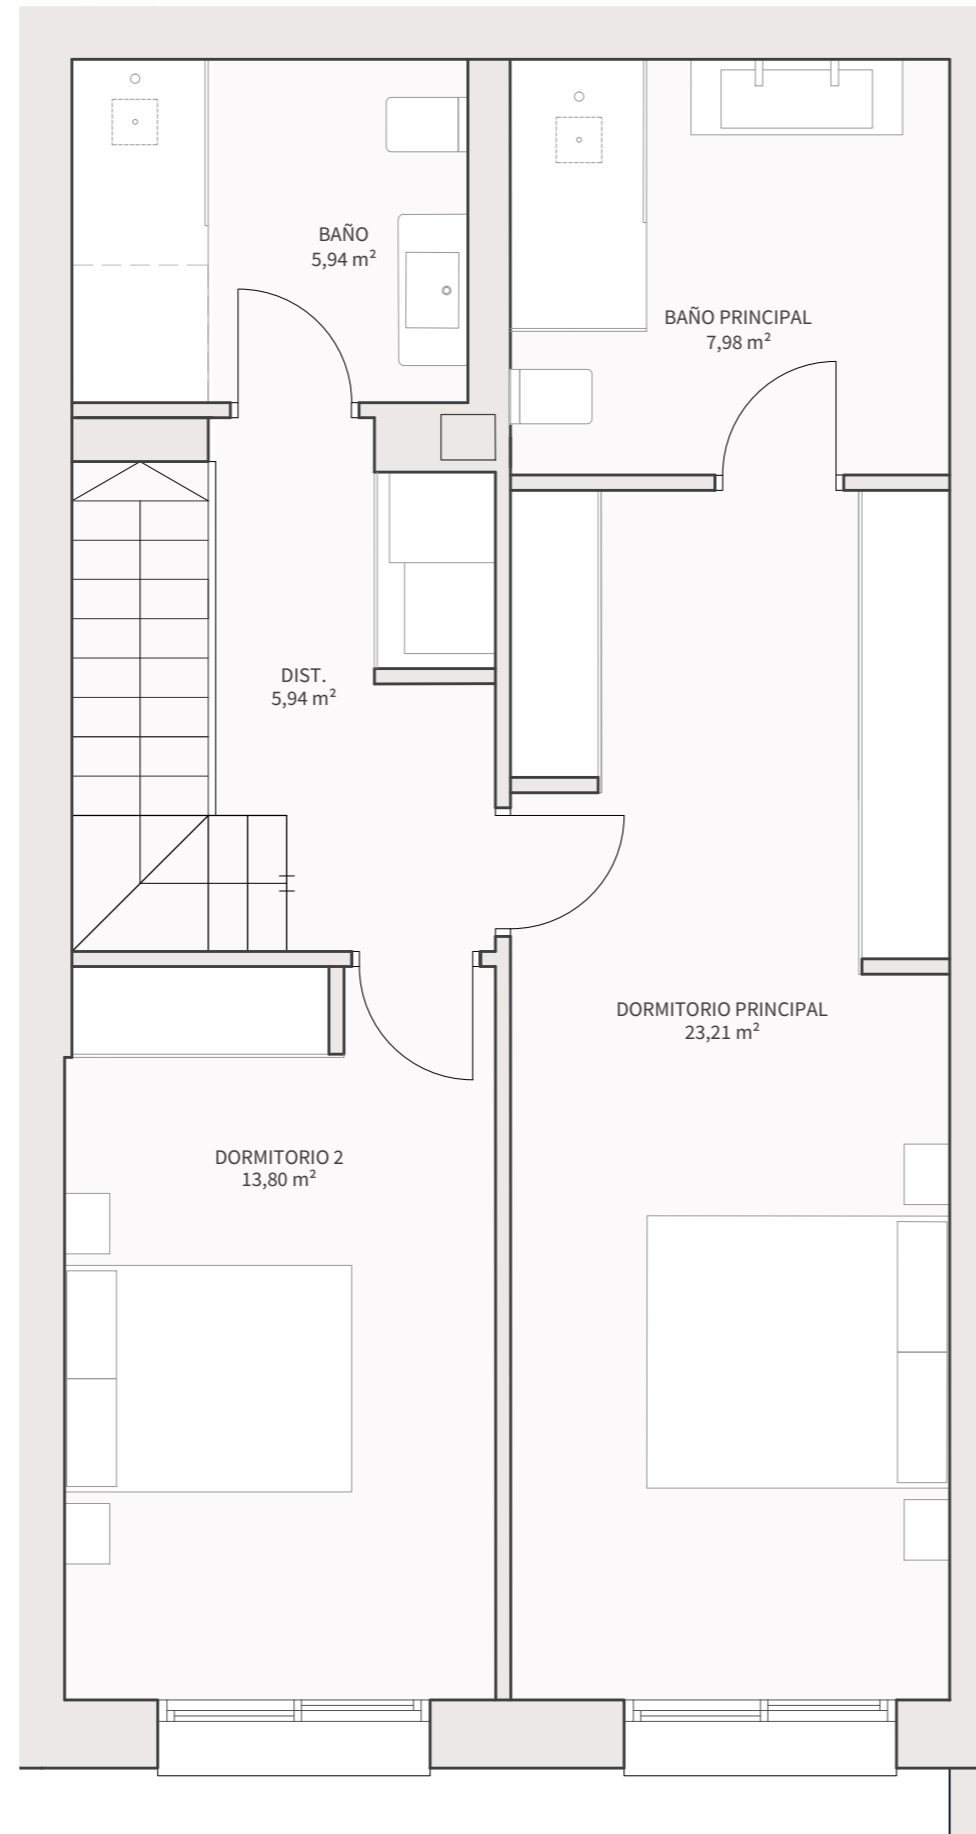 BAÑO
5,94 m²
BAÑO PRINCIPAL
7,98 m²
DIST.
5,94 m²
DORMITORIO PRINCIPAL
23,21 m²
DORMITORIO 2
13,80 m²